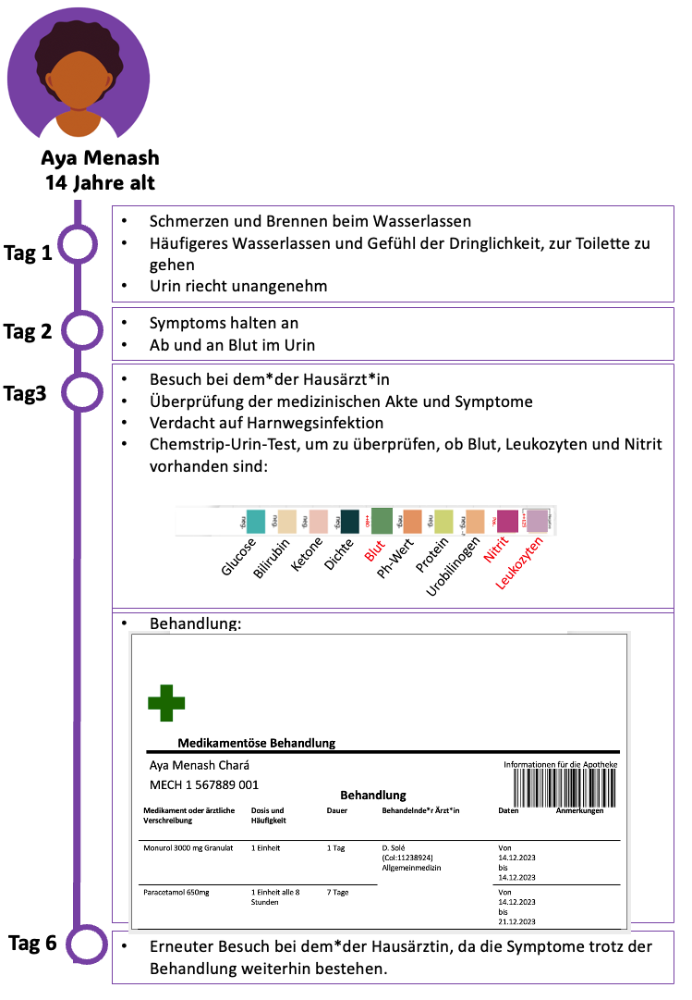 Aya Menash
14 Jahre alt
Tag 1
• Schmerzen und Brennen beim Wasserlassen
• Häufigeres Wasserlassen und Gefühl der Dringlichkeit, zur Toilette zu
gehen
• Urin riecht unangenehm
Tag 2
• Symptoms halten an
• Ab und an Blut im Urin
Tag3
• Besuch bei dem*der Hausärzt*in
• Überprüfung der medizinischen Akte und Symptome
• Verdacht auf Harnwegsinfektion
• Chemstrip-Urin-Test, um zu überprüfen, ob Blut, Leukozyten und Nitrit
vorhanden sind:
neg. neg. neg. neg. neg. neg. neg. Pos.
Glucose Bilirubin Ketone Dichte Blut Ph-Wert Protein Urobilinogen Nitrit Leukozyten
• Behandlung:
Medikamentöse Behandlung
Aya Menash Chará
Informationen für die Apotheke
MECH 1 567889 001
Behandlung
Medikament oder ärztliche Dosis und Dauer Behandelnde*r Ärzt*in Daten Anmerkungen
Verschreibung Häufigkeit
Monurol 3000 mg Granulat 1 Einheit 1 Tag D. Solé Von
(Col:11238924) 14.12.2023
Allgemeinmedizin bis
14.12.2023
Paracetamol 650mg 1 Einheit alle 8 7 Tage Von
Stunden 14.12.2023
bis
21.12.2023
Tag 6
• Erneuter Besuch bei dem*der Hausärztin, da die Symptome trotz der
Behandlung weiterhin bestehen.